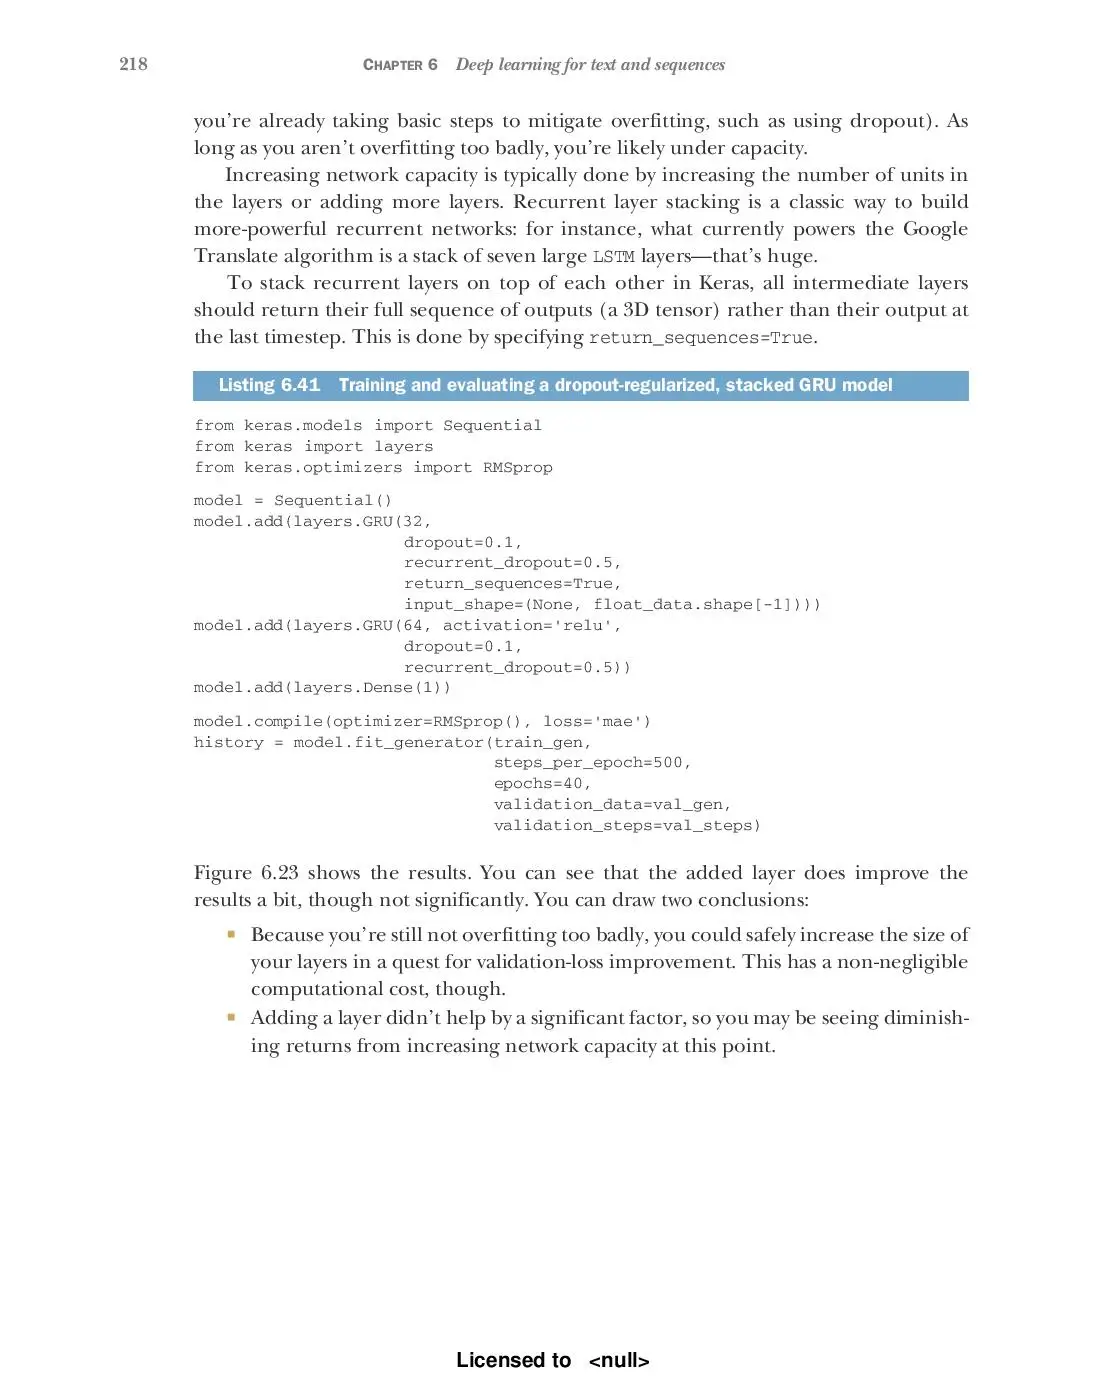 218
CHAPTER 6 Deep learning for text and sequences
you're already taking basic steps to mitigate overfitting, such as using dropout). As
long as you aren't overfitting too badly, you're likely under capacity.
Increasing network capacity is typically done by increasing the number of units in
the layers or adding more layers. Recurrent layer stacking is a classic way to build
more-powerful recurrent networks: for instance, what currently powers the Google
Translate algorithm is a stack of seven large LSTM layers—that's huge.
To stack recurrent layers on top of each other in Keras, all intermediate layers
should return their full sequence of outputs (a 3D tensor) rather than their output at
the last timestep. This is done by specifying return_sequences=True.
Listing 6.41 Training and evaluating a dropout-regularized, stacked GRU model
from keras.models import Sequential
from keras import layers
from keras.optimizers import RMSprop
model = Sequential()
model.add(layers.GRU(32,
dropout=0.1,
recurrent_dropout=0.5,
return_sequences=True,
input_shape=(None, float_data.shape[-1])))
model.add(layers.GRU(64, activation='relu',
dropout=0.1,
recurrent_dropout=0.5))
model.add(layers.Dense(1))
model.compile(optimizer=RMSprop(), loss='mae')
history = model.fit_generator(train_gen,
steps_per_epoch=500,
epochs=40,
validation_data=val_gen,
validation_steps=val_steps)
Figure 6.23 shows the results. You can see that the added layer does improve the
results a bit, though not significantly. You can draw two conclusions:
■ Because you're still not overfitting too badly, you could safely increase the size of
your layers in a quest for validation-loss improvement. This has a non-negligible
computational cost, though.
■ Adding a layer didn't help by a significant factor, so you may be seeing diminish-
ing returns from increasing network capacity at this point.
Licensed to <null>